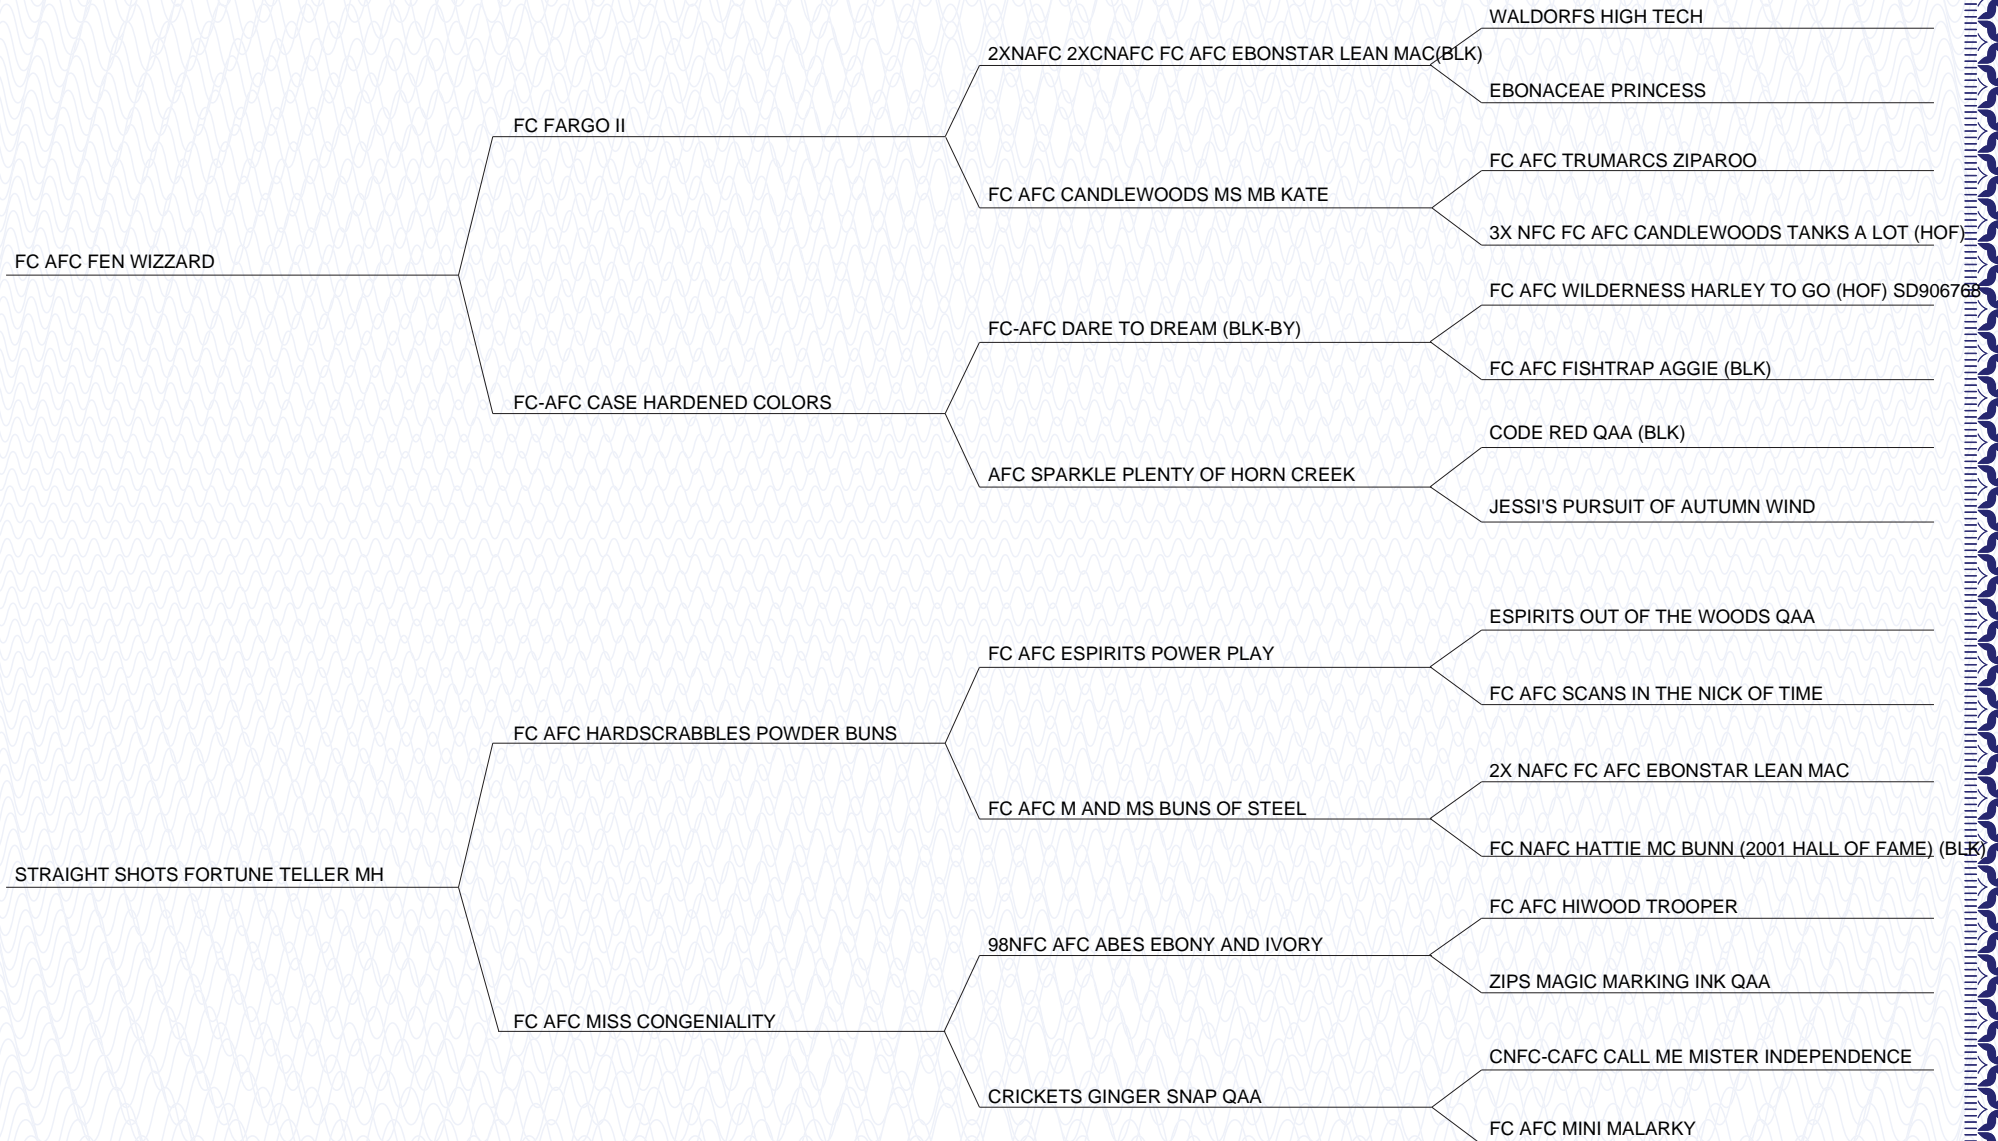 WALDORFS HIGH TECH
2XNAFC 2XCNAFC FC AFC EBONSTAR LEAN MAC(BLK)
EBONACEAE PRINCESS
FC FARGO II
FC AFC TRUMARCS ZIPAROO
FC AFC CANDLEWOODS MS MB KATE
3X NFC FC AFC CANDLEWOODS TANKS A LOT (HOF)
FC AFC FEN WIZZARD
FC AFC WILDERNESS HARLEY TO GO (HOF) SD906768
FC-AFC DARE TO DREAM (BLK-BY)
FC AFC FISHTRAP AGGIE (BLK)
FC-AFC CASE HARDENED COLORS
CODE RED QAA (BLK)
AFC SPARKLE PLENTY OF HORN CREEK
JESSI'S PURSUIT OF AUTUMN WIND
ESPIRITS OUT OF THE WOODS QAA
FC AFC ESPIRITS POWER PLAY
FC AFC SCANS IN THE NICK OF TIME
FC AFC HARDSCRABBLES POWDER BUNS
2X NAFC FC AFC EBONSTAR LEAN MAC
FC AFC M AND MS BUNS OF STEEL
FC NAFC HATTIE MC BUNN (2001 HALL OF FAME) (BLK)
STRAIGHT SHOTS FORTUNE TELLER MH
FC AFC HIWOOD TROOPER
98NFC AFC ABES EBONY AND IVORY
ZIPS MAGIC MARKING INK QAA
FC AFC MISS CONGENIALITY
CNFC-CAFC CALL ME MISTER INDEPENDENCE
CRICKETS GINGER SNAP QAA
FC AFC MINI MALARKY